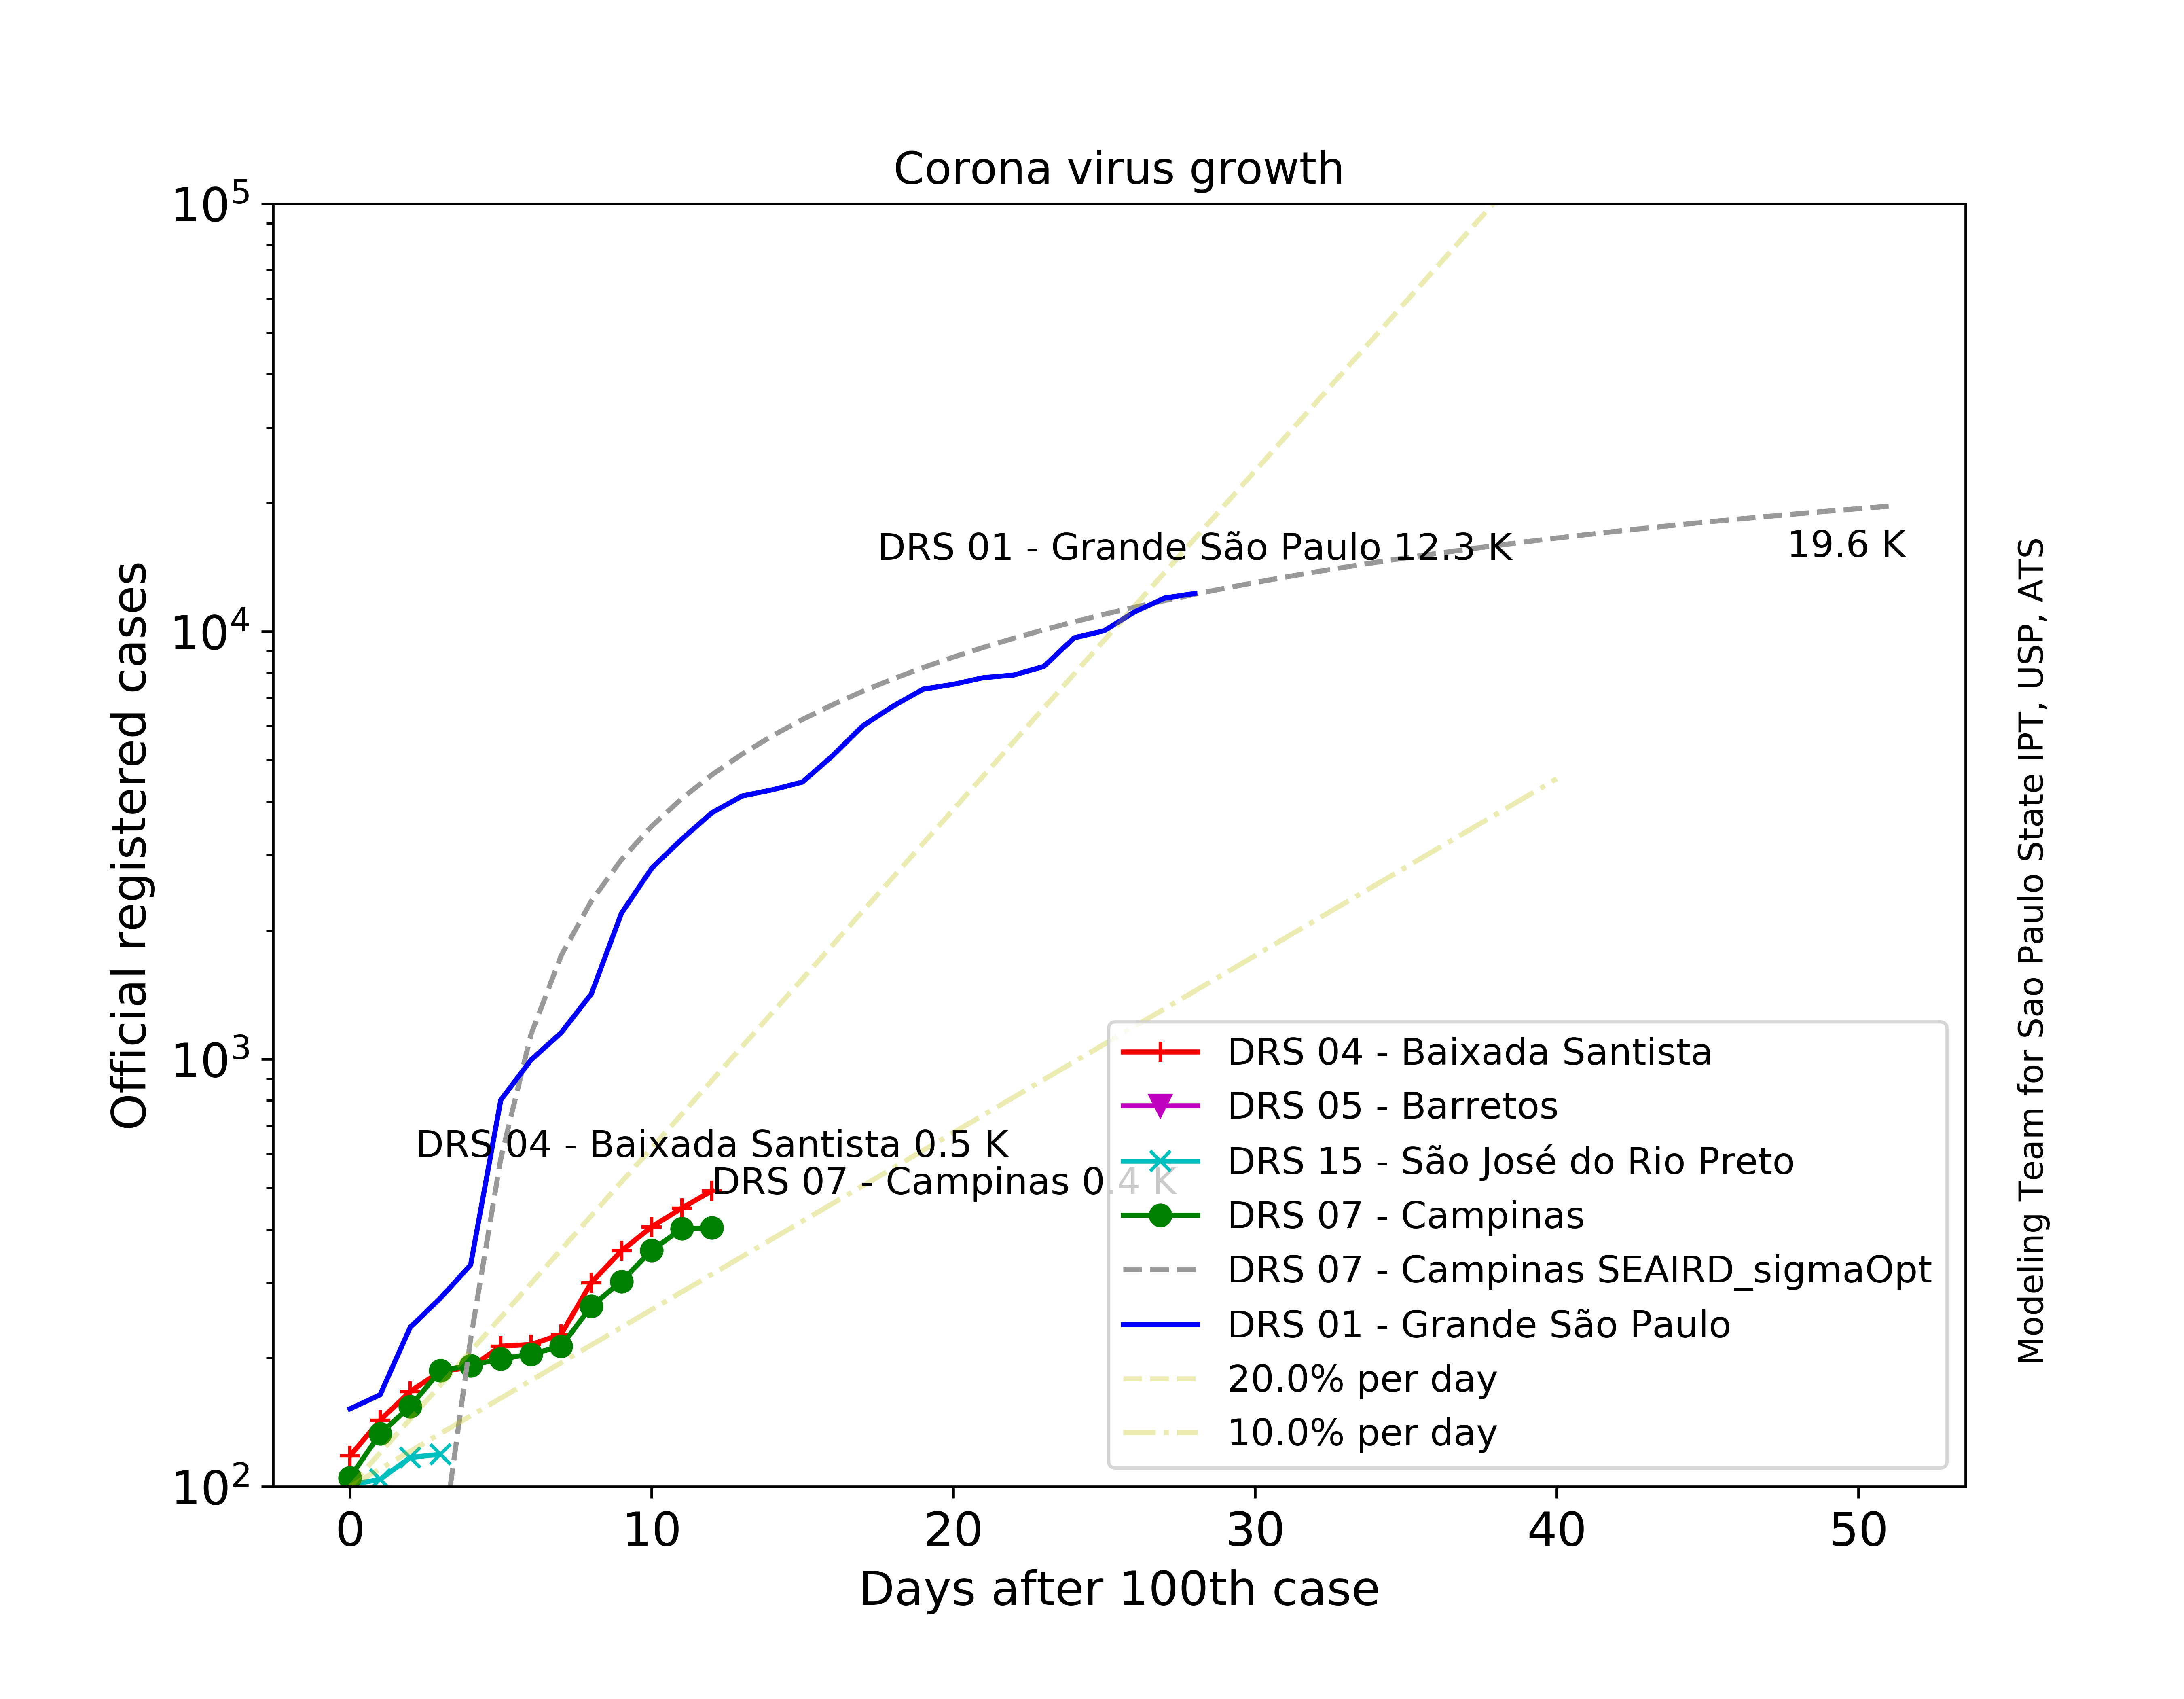 Corona virus growth
10^5
10^4
10^3
10^2
Official registered cases
DRS 01 - Grande São Paulo 12.3 K
19.6 K
DRS 04 - Baixada Santista 0.5 K
DRS 07 - Campinas 0.4 K
DRS 04 - Baixada Santista
DRS 05 - Barretos
DRS 15 - São José do Rio Preto
DRS 07 - Campinas
DRS 07 - Campinas SEAIRD_sigmaOpt
DRS 01 - Grande São Paulo
20.0% per day
10.0% per day
0 10 20 30 40 50
Days after 100th case
Modeling Team for Sao Paulo State IPT, USP, ATS